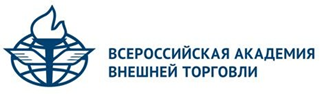 ВСЕРОССИЙСКАЯ АКАДЕМИЯ
ВНЕШНЕЙ ТОРГОВЛИ